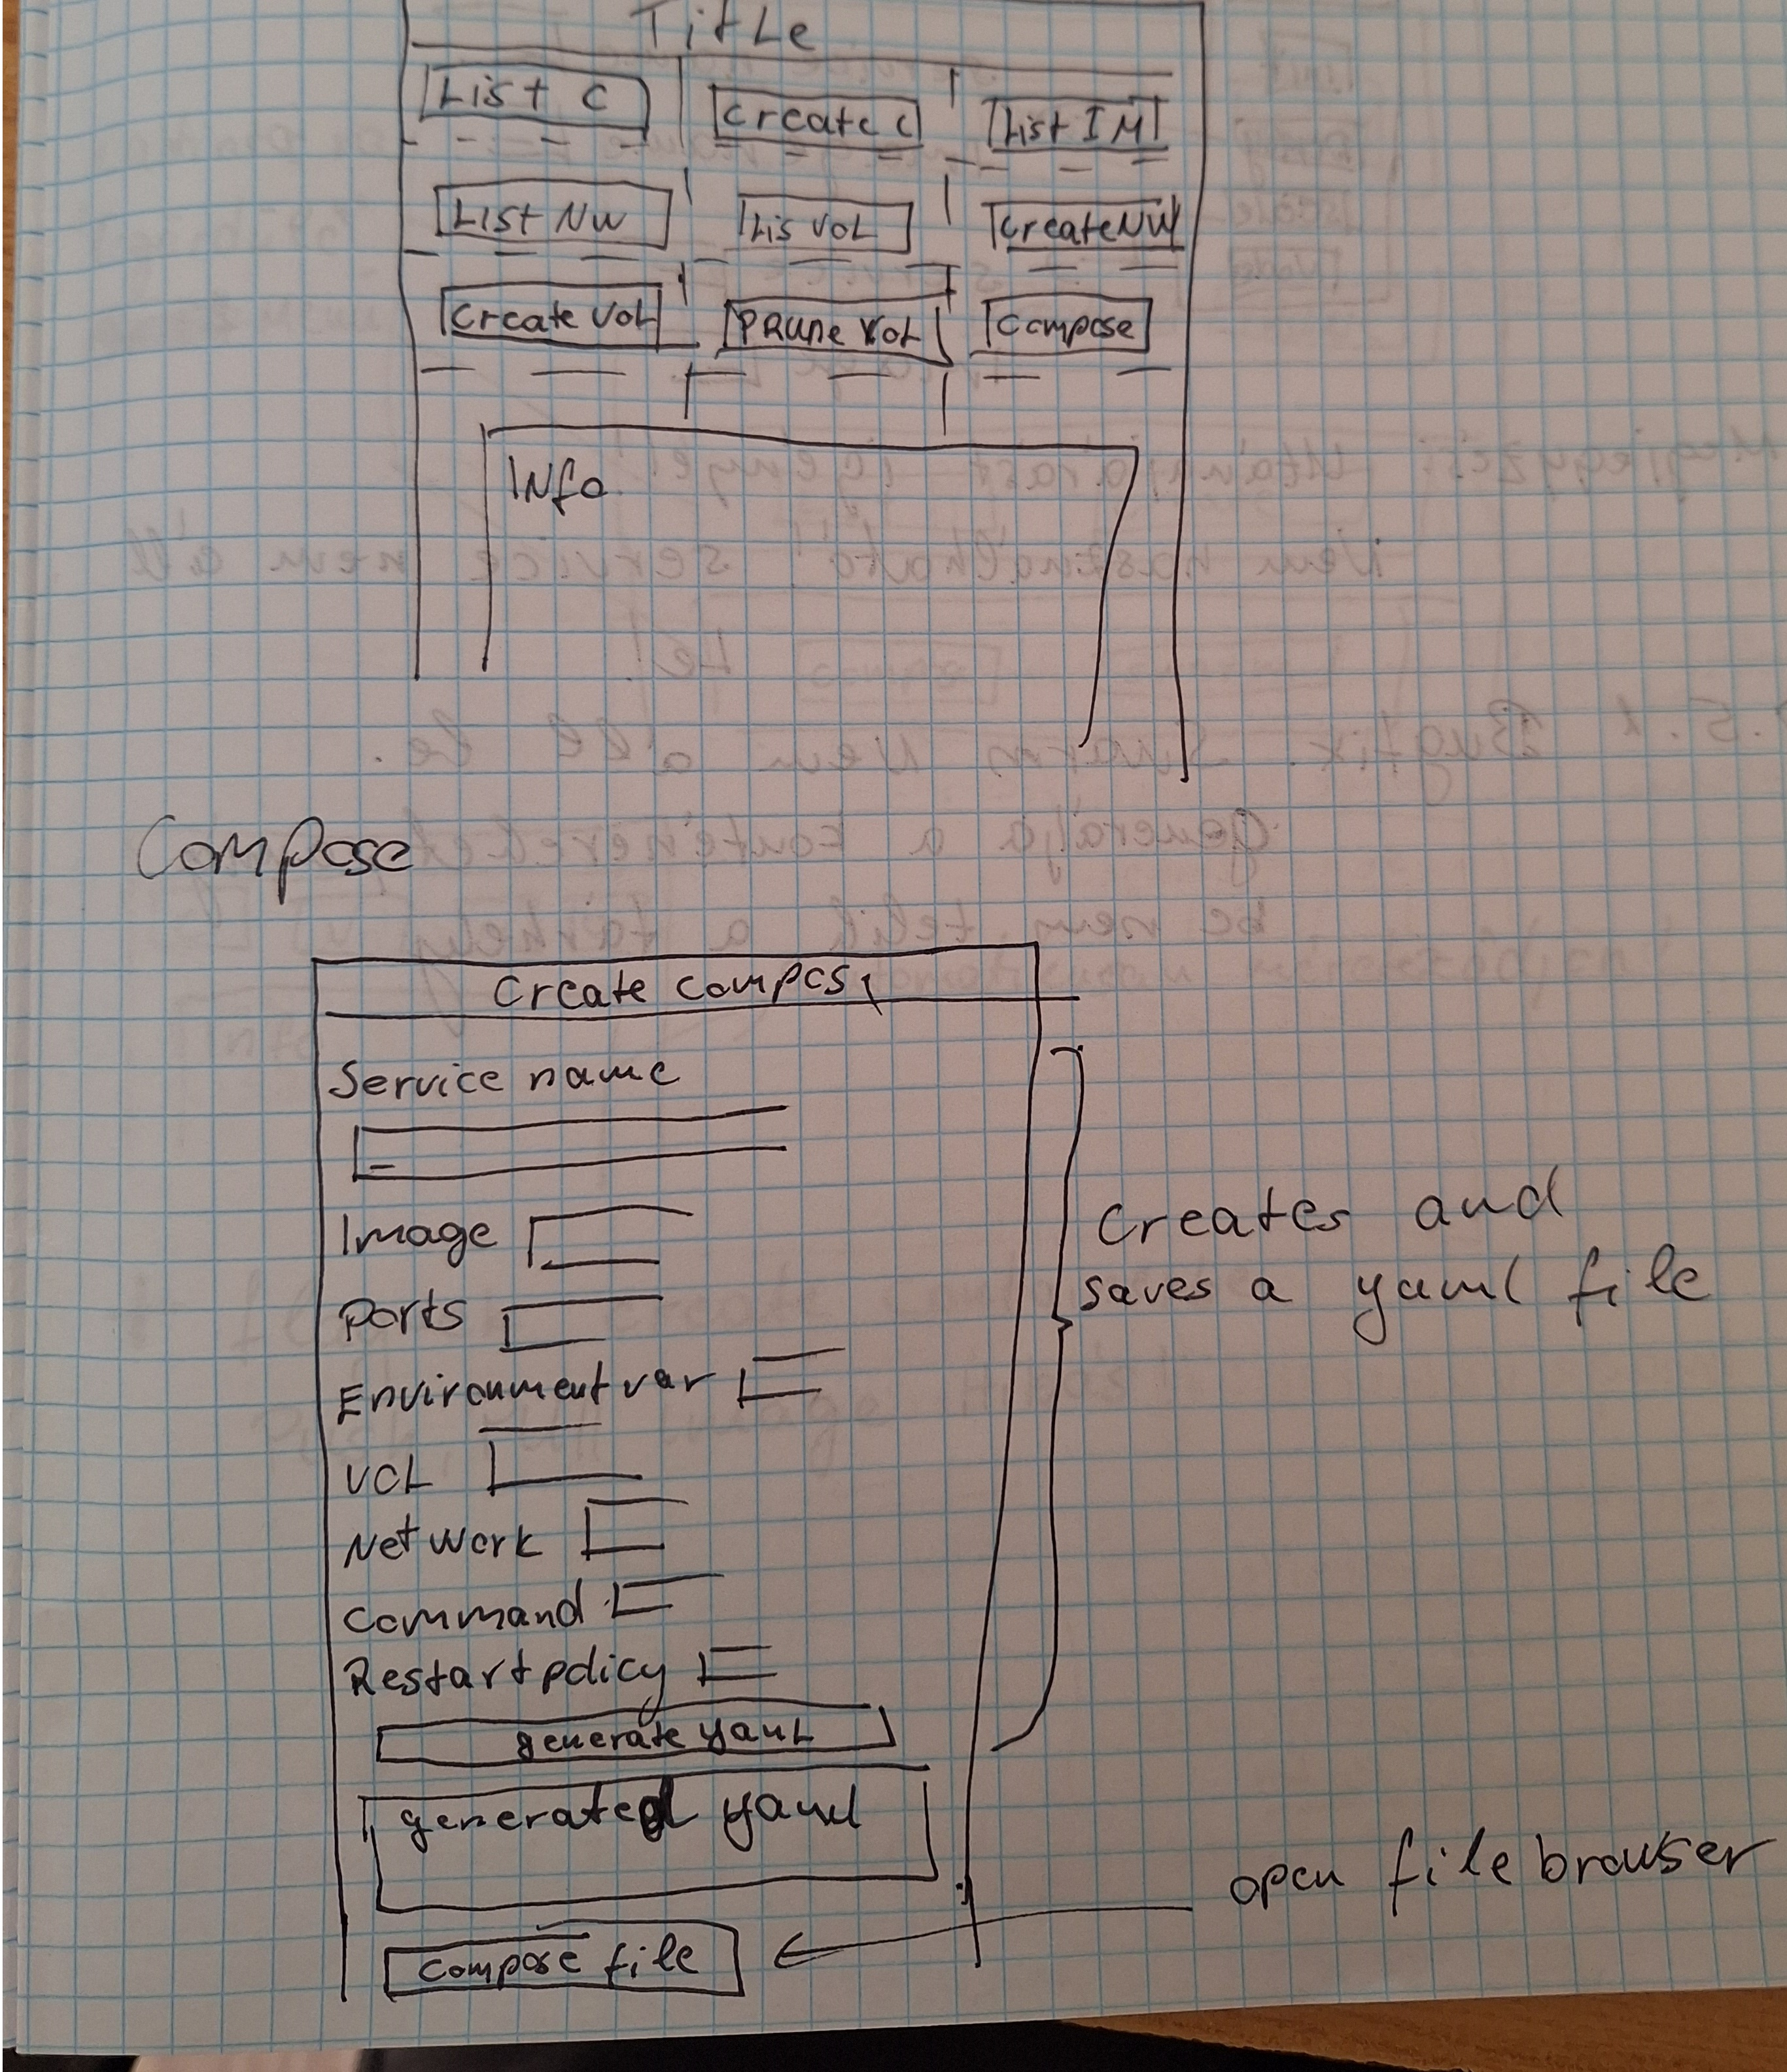 Title
List C
Create C
List IM
List NW
Lis VOL
Create NW
Create VOL
PRune VOL
Compose
INfo
Compose
Create compose
Service name
Image
Ports
Environment var
VOL
Network
Command
Restart policy
generate yamL
generated yaml
compose file
Creates and
saves a yaml file
open file browser